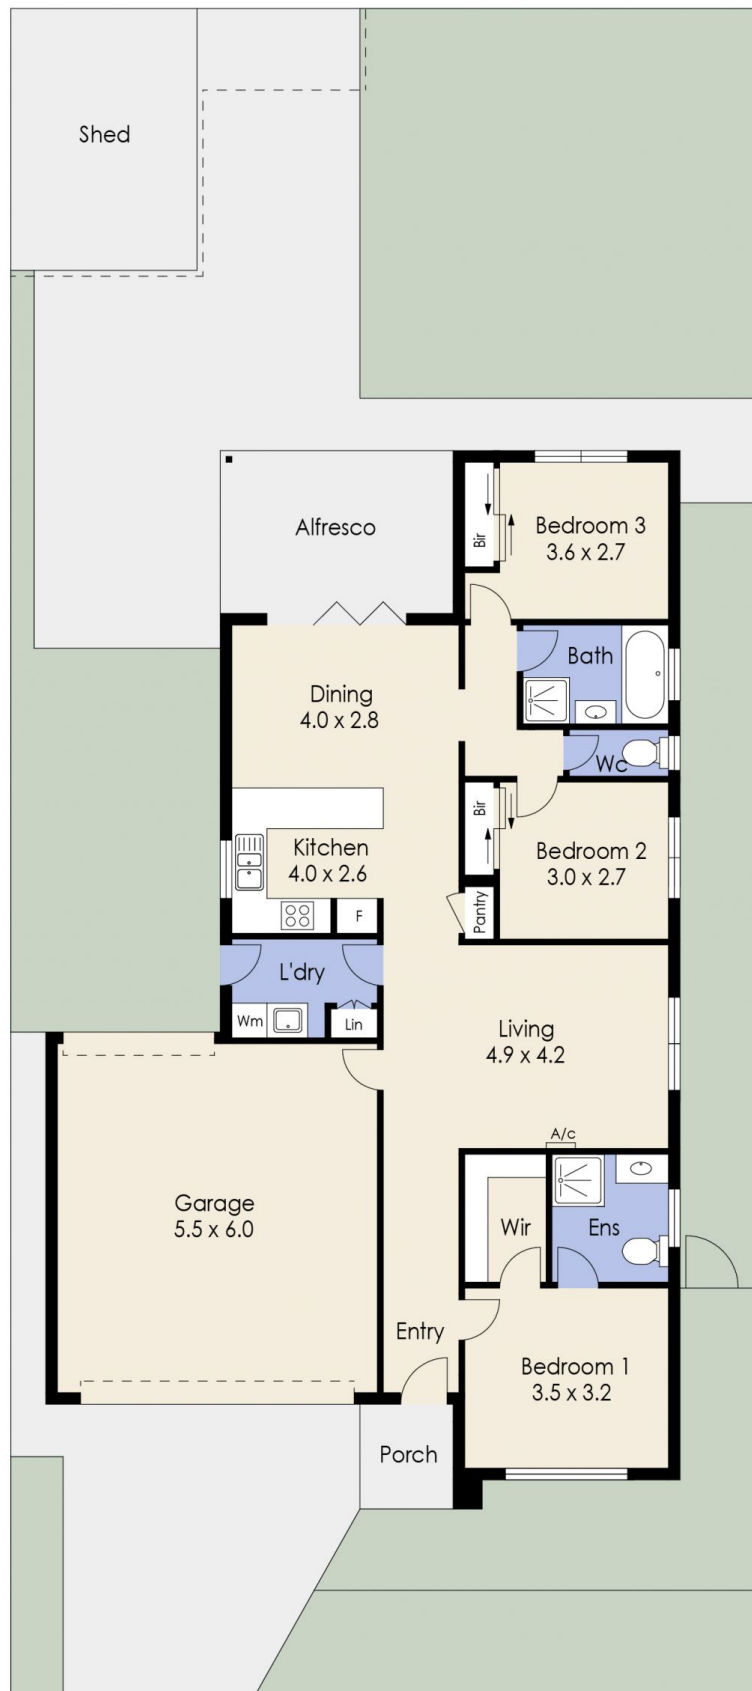 Shed
Alfresco
Bir
Bedroom 3
3.6 x 2.7
Bath
Dining
4.0 x 2.8
Wc
Bir
Kitchen
4.0 x 2.6
Bedroom 2
3.0 x 2.7
F
Pantry
L'dry
Wm
Lin
Living
4.9 x 4.2
A/c
Garage
5.5 x 6.0
Wir
Ens
Entry
Bedroom 1
3.5 x 3.2
Porch